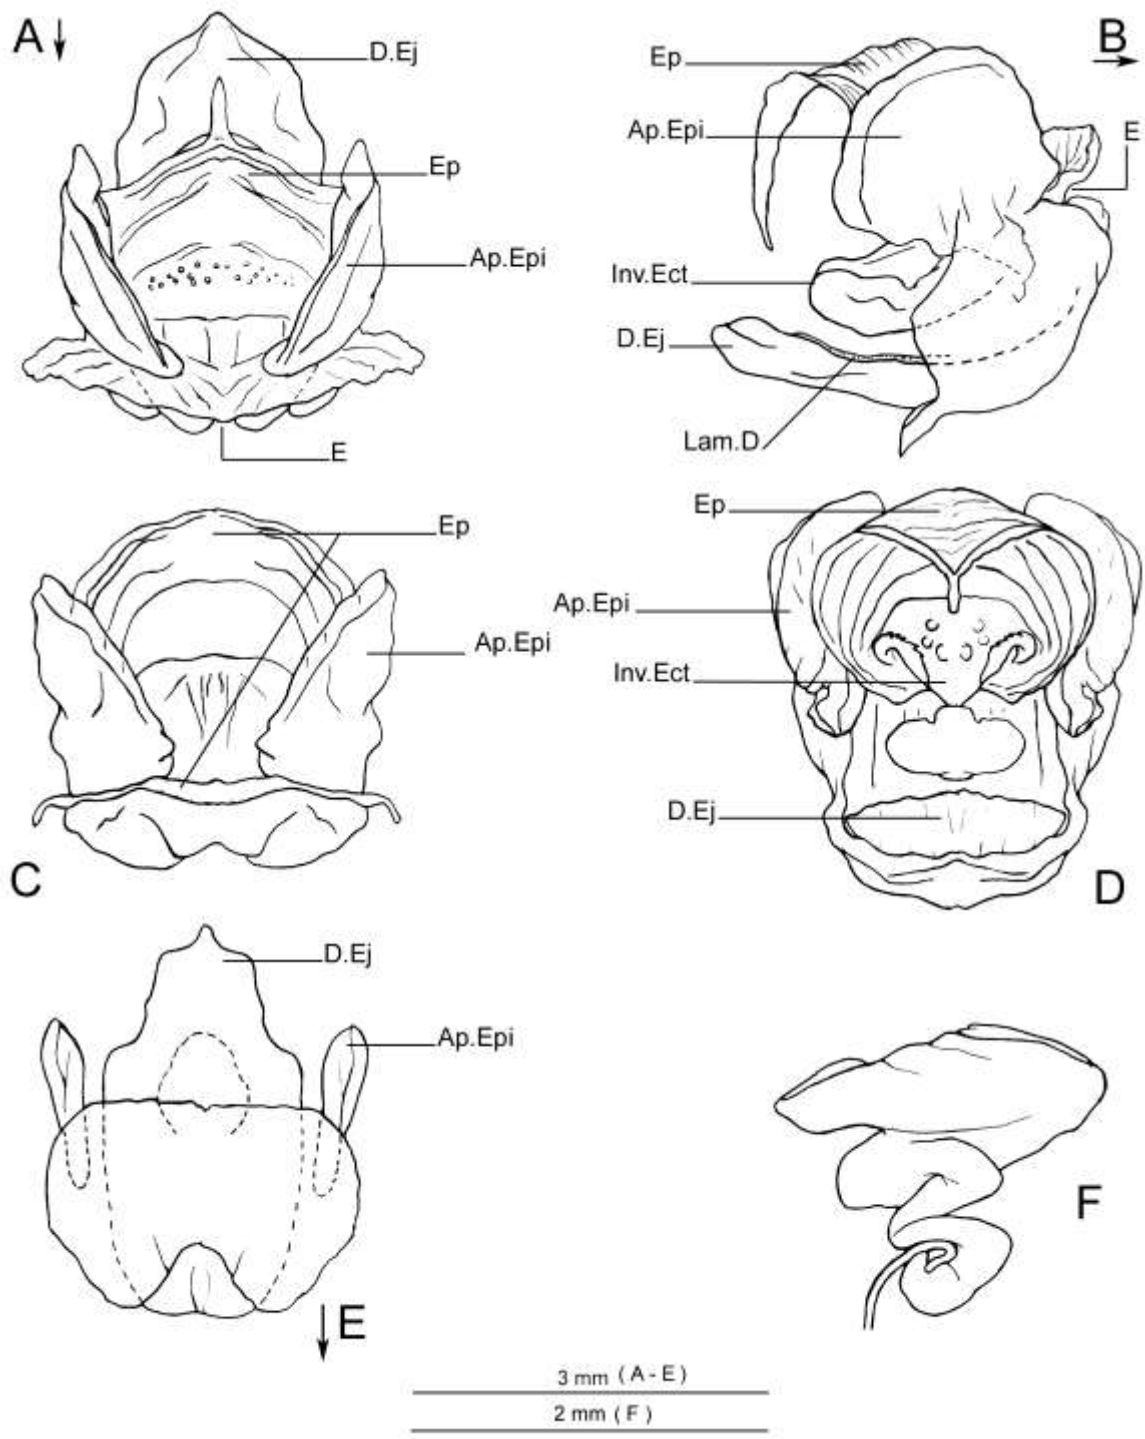 A
D.Ej
Ep
Ap.Epi
E
B
Ep
Ap.Epi
E
Inv.Ect
D.Ej
Lam.D
C
Ep
Ap.Epi
D
Ep
Ap.Epi
Inv.Ect
D.Ej
D.Ej
Ap.Epi
E
F
3 mm ( A - E )
2 mm ( F )